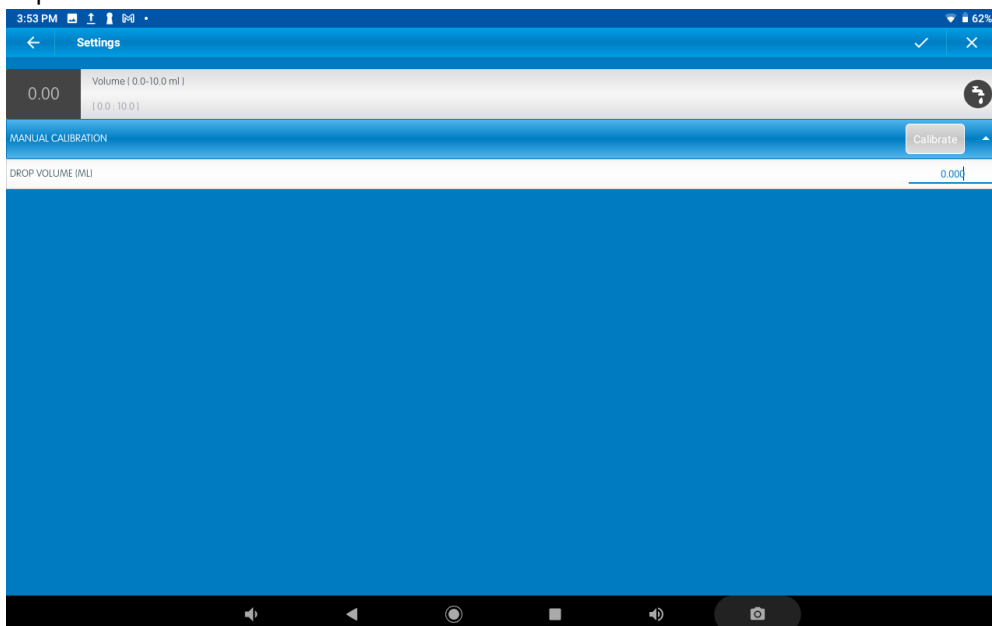 3:53 PM 62%
Settings
0.00
Volume ( 0.0-10.0 ml )
( 0.0 : 10.0 )
MANUAL CALIBRATION Calibrate
DROP VOLUME (ML) 0.000